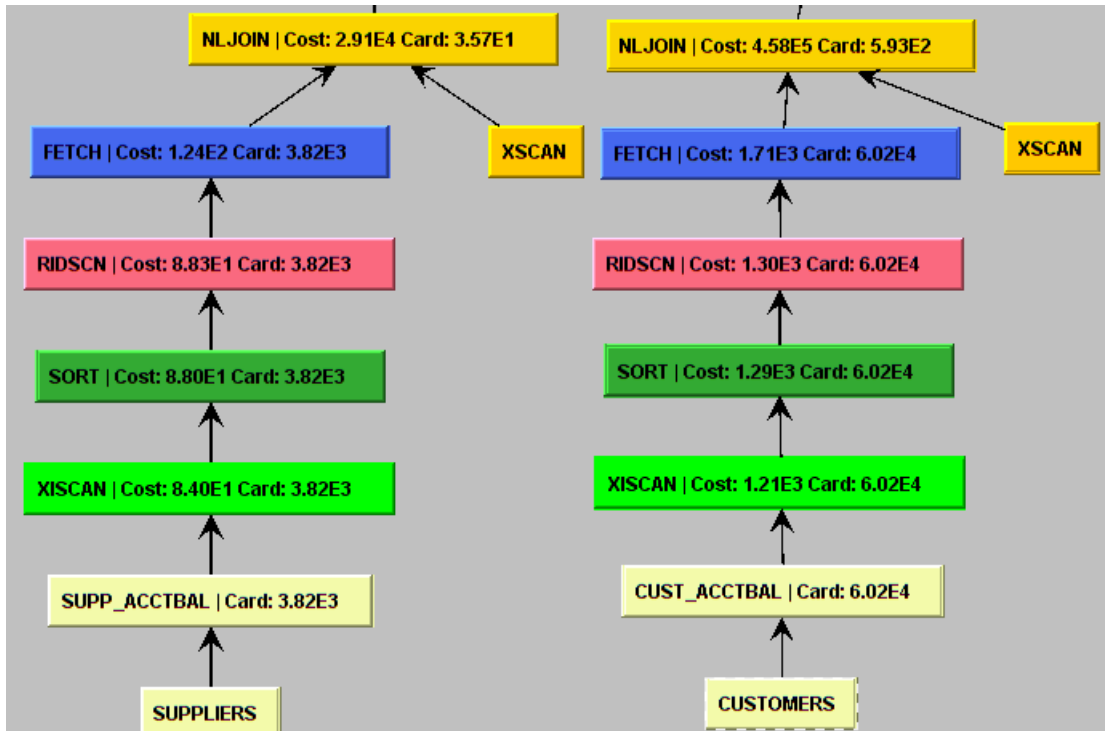 NLJOIN | Cost: 2.91E4 Card: 3.57E1
NLJOIN | Cost: 4.58E5 Card: 5.93E2
FETCH | Cost: 1.24E2 Card: 3.82E3
XSCAN
FETCH | Cost: 1.71E3 Card: 6.02E4
XSCAN
RIDSCN | Cost: 8.83E1 Card: 3.82E3
RIDSCN | Cost: 1.30E3 Card: 6.02E4
SORT | Cost: 8.80E1 Card: 3.82E3
SORT | Cost: 1.29E3 Card: 6.02E4
XISCAN | Cost: 8.40E1 Card: 3.82E3
XISCAN | Cost: 1.21E3 Card: 6.02E4
SUPP_ACCTBAL | Card: 3.82E3
CUST_ACCTBAL | Card: 6.02E4
SUPPLIERS
CUSTOMERS